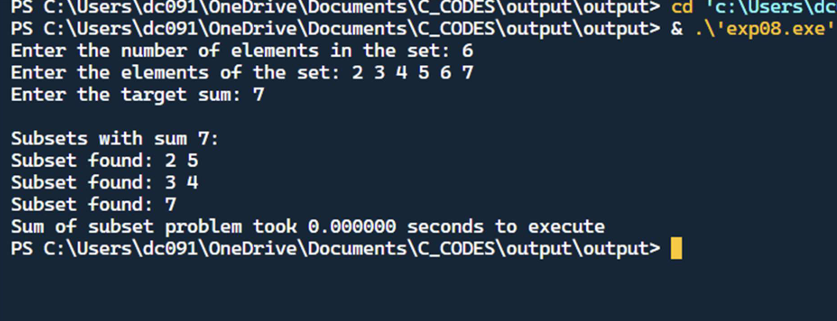 PS C:\Users\dc091\OneDrive\Documents\C_CODES\output\output> cd 'c:\Users\dc
PS C:\Users\dc091\OneDrive\Documents\C_CODES\output\output> & .\'exp08.exe'
Enter the number of elements in the set: 6
Enter the elements of the set: 2 3 4 5 6 7
Enter the target sum: 7
Subsets with sum 7:
Subset found: 2 5
Subset found: 3 4
Subset found: 7
Sum of subset problem took 0.000000 seconds to execute
PS C:\Users\dc091\OneDrive\Documents\C_CODES\output\output>